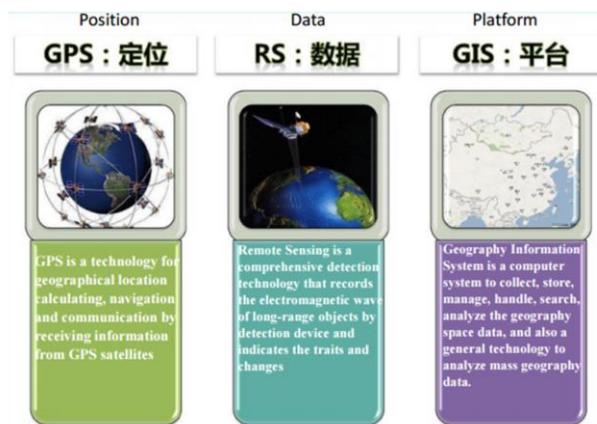 Position
Data
Platform
GPS：定位
RS：数据
GIS：平台
GPS is a technology for
geographical location
calculating, navigation
and communication by
receiving information
from GPS satellites
Remote Sensing is a
comprehensive detection
technology that records
the electromagnetic wave
of long-range objects by
detection device and
indicates the traits and
changes
Geography Information
System is a computer
system to collect, store,
manage, handle, search,
analyze the geography
space data, and also a
general technology to
analyze mass geography
data.